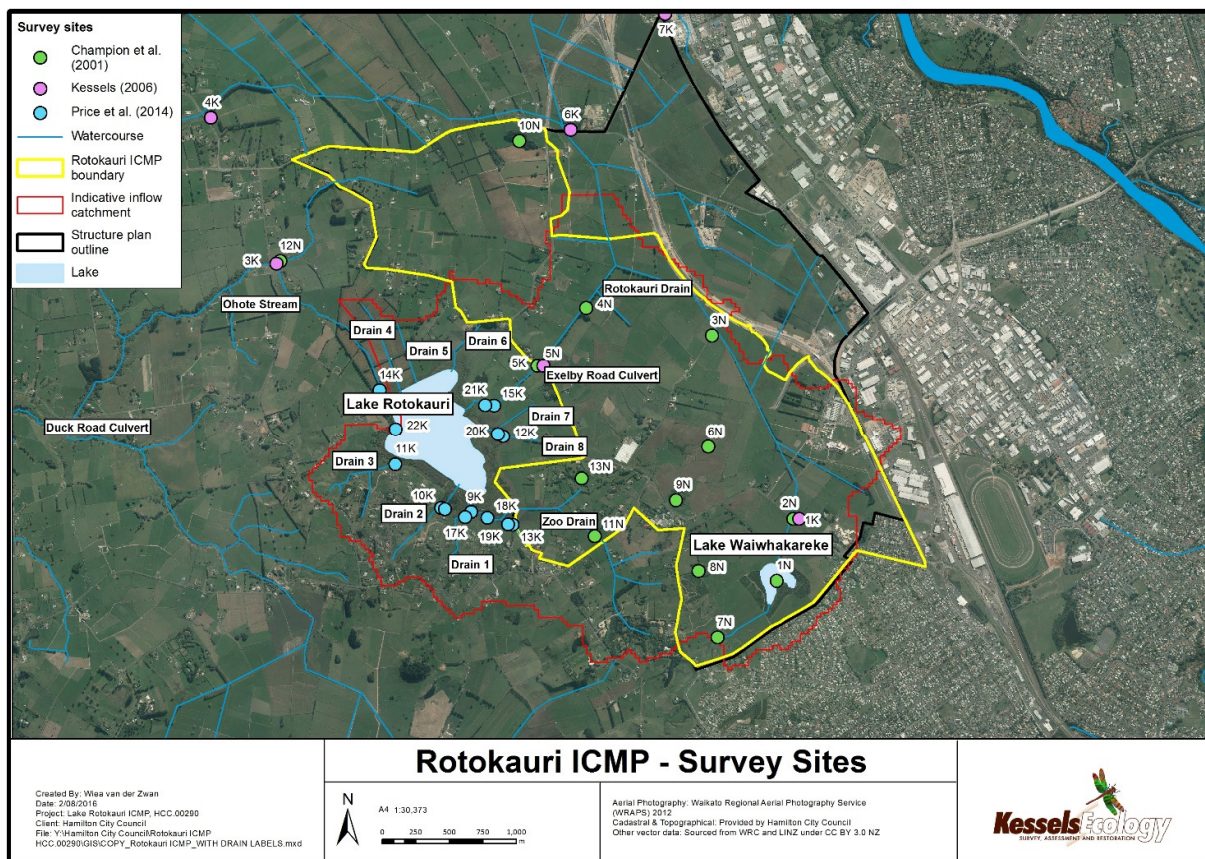 Survey sites
Champion et al.
(2001)
Kessels (2006)
Price et al. (2014)
Watercourse
Rotokauri ICMP
boundary
Indicative inflow
catchment
Structure plan
outline
Lake
7K
4K
6K
10N
12N
3K
Ohote Stream
Rotokauri Drain
4N
3N
Drain 4
Drain 5
Drain 6
5N
5K
Exelby Road Culvert
14K
Lake Rotokauri
21K
15K
Drain 7
22K
20K
12K
Drain 8
Duck Road Culvert
11K
Drain 3
6N
13N
9N
10K
9K
18K
Drain 2
17K
19K
13K
Zoo Drain
11N
2N
1K
Lake Waiwhakareke
Drain 1
8N
1N
7N
Rotokauri ICMP - Survey Sites
Created By: Wiea van der Zwan
Date: 2/08/2016
Project: Lake Rotokauri ICMP, HCC.00290
Client: Hamilton City Council
File: Y:\Hamilton City Council\Rotokauri ICMP
HCC.00290\GIS\COPY_Rotokauri ICMP_WITH DRAIN LABELS.mxd
N
A4 1:30,373
0 250 500 1,000
m
Aerial Photography: Waikato Regional Aerial Photography Service
(WRAPS) 2012
Cadastral & Topographical: Provided by Hamilton City Council
Other vector data: Sourced from WRC and LINZ under CC BY 3.0 NZ
KesselsEcology
SURVEY, ASSESSMENT AND RESTORATION